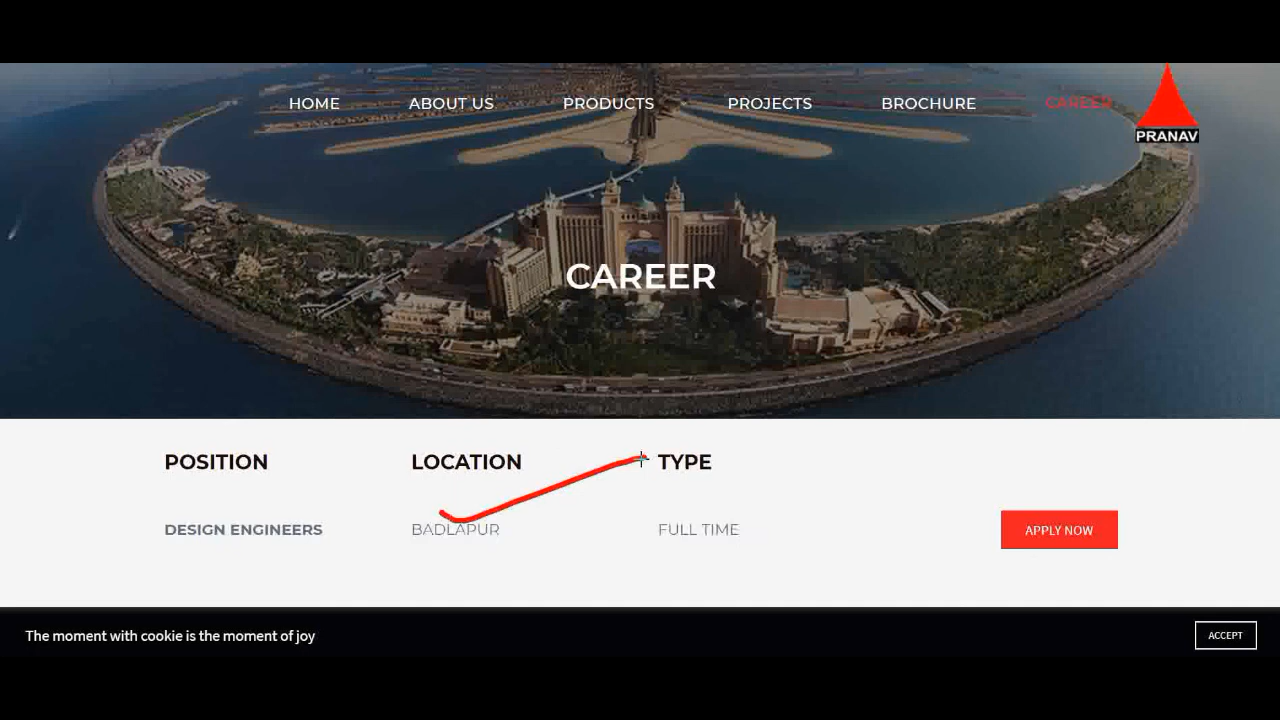 HOME ABOUT US PRODUCTS PROJECTS BROCHURE CAREER
PRANAV
CAREER
POSITION LOCATION TYPE
DESIGN ENGINEERS BADLAPUR FULL TIME APPLY NOW
The moment with cookie is the moment of joy ACCEPT